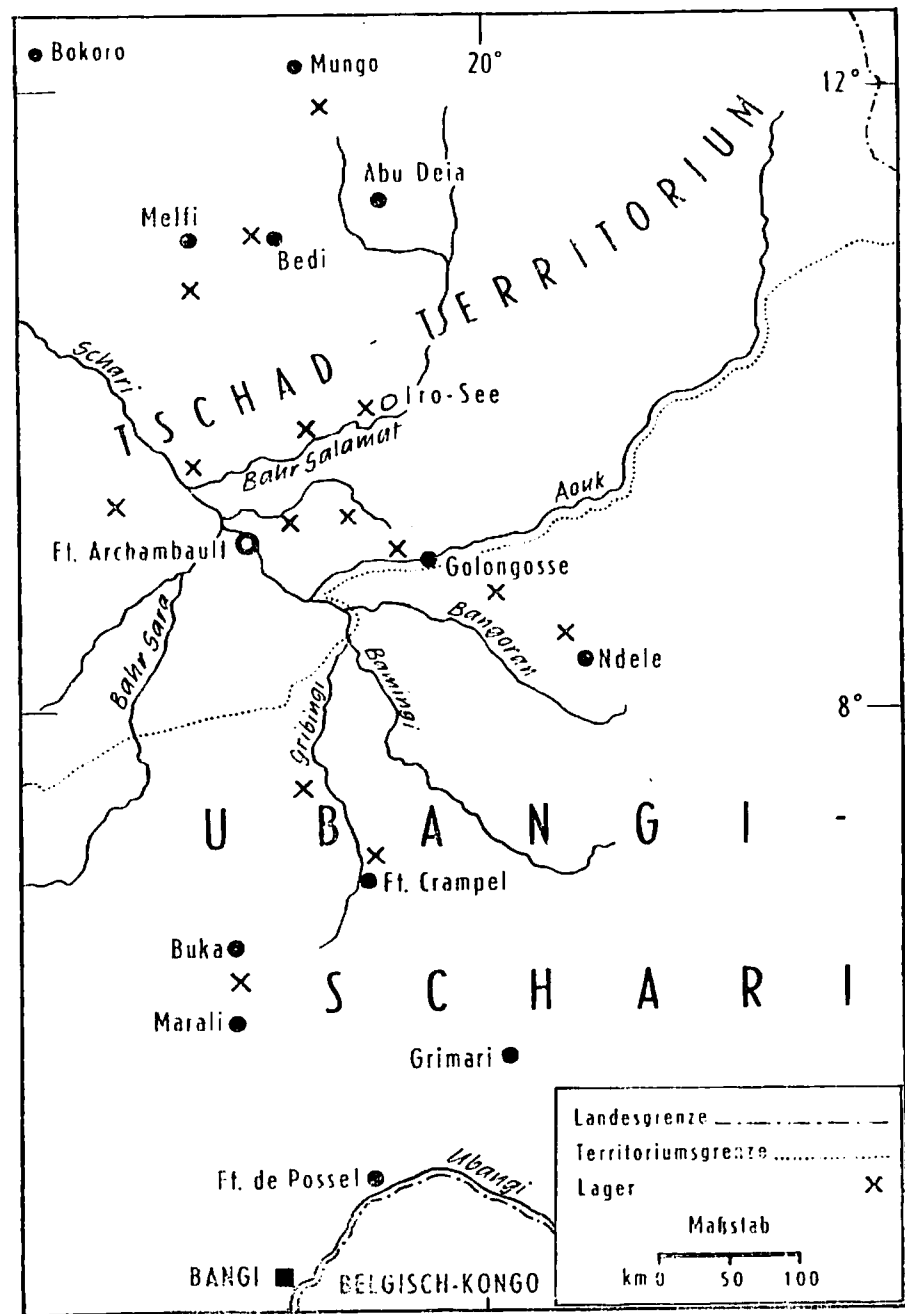 Bokoro
Mungo
20°
12°
Abu Deia
Melfi
Bedi
TSCHAD - TERRITORIUM
Schari
Iro-See
Bahr Salamat
Aouk
Ft. Archambault
Golongosse
Bahr Sara
Bangoran
Ndele
Bamingi
Gribingi
8°
UBANGI-
Ft. Crampel
Buka
SCHARI
Marali
Grimari
Landesgrenze
Territoriumsgrenze
Lager
Maßstab
km 0 50 100
Ft. de Possel
Ubangi
BANGI
BELGISCH-KONGO